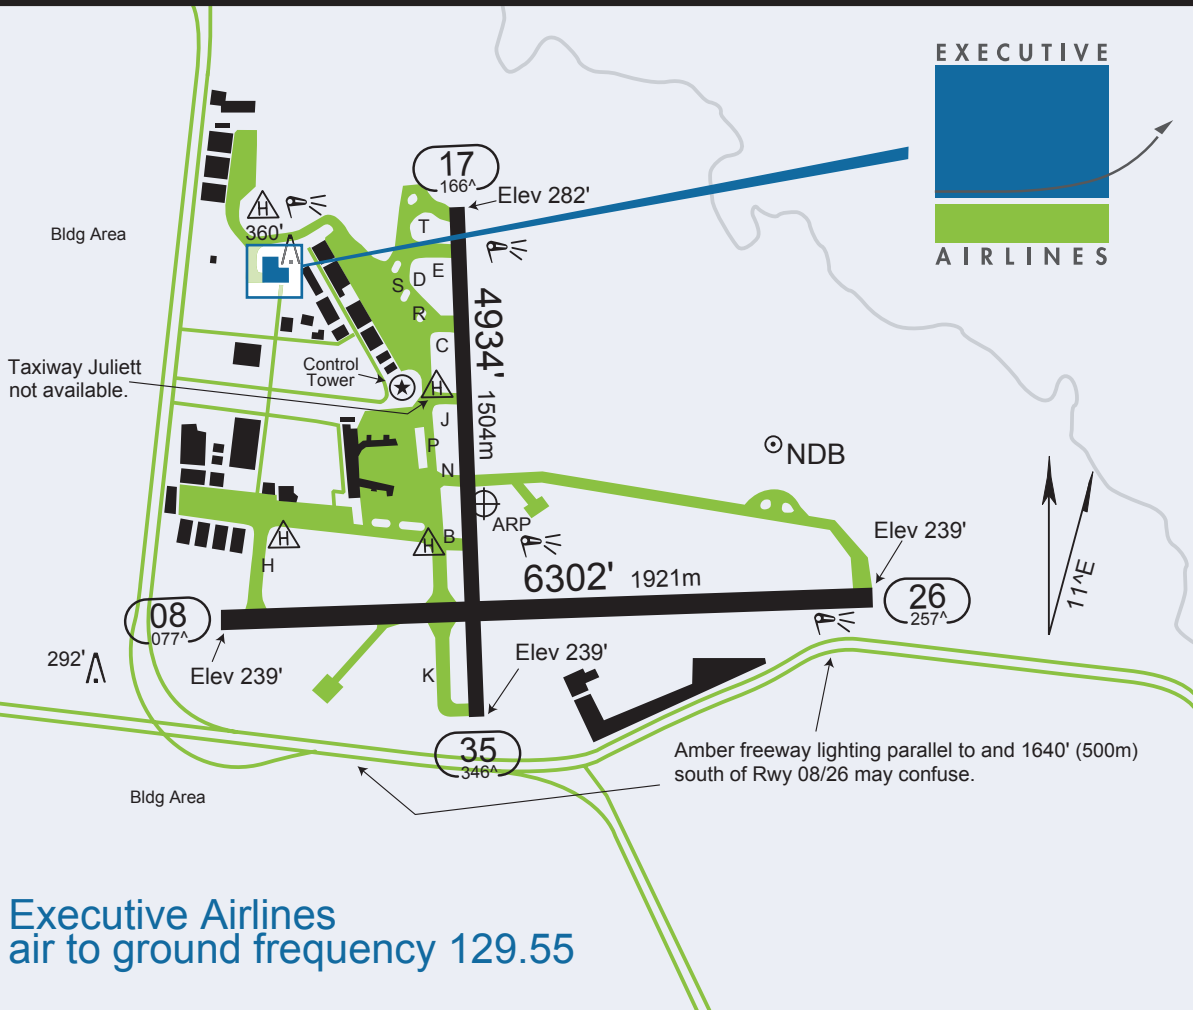 EXECUTIVE
AIRLINES
17
166^
Elev 282'
H
360'
Bldg Area
T
E
D
S
R
4934'
1504m
C
Taxiway Juliett
not available.
Control
Tower
H
J
P
N
NDB
ARP
B
H
H
H
Elev 239'
6302' 1921m
11^E
08
077^
26
257^
292'
Elev 239'
Elev 239'
K
35
346^
Amber freeway lighting parallel to and 1640' (500m)
south of Rwy 08/26 may confuse.
Bldg Area
Executive Airlines
air to ground frequency 129.55